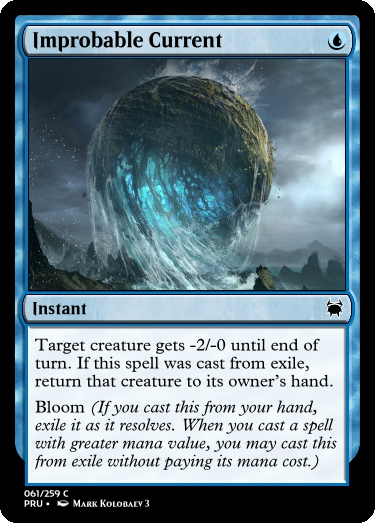 Improbable Current
Instant
Target creature gets -2/-0 until end of
turn. If this spell was cast from exile,
return that creature to its owner's hand.
Bloom (If you cast this from your hand,
exile it as it resolves. When you cast a spell
with greater mana value, you may cast this
from exile without paying its mana cost.)
061/259 C
PRU • Mark Kolobaev 3